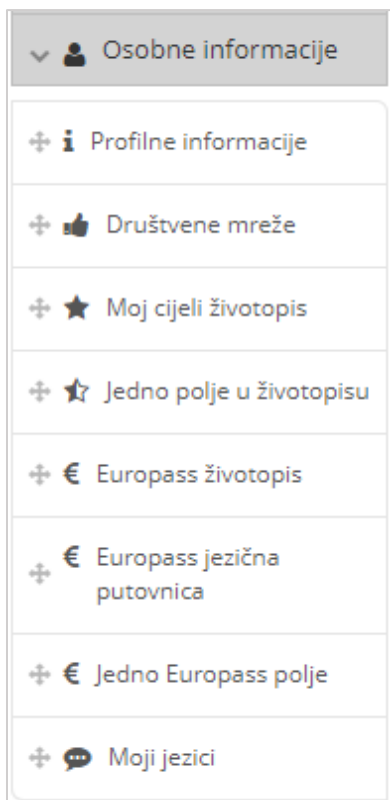 Osobne informacije
Profilne informacije
Društvene mreže
Moj cijeli životopis
Jedno polje u životopisu
€ Europass životopis
€ Europass jezična
putovnica
€ Jedno Europass polje
Moji jezici